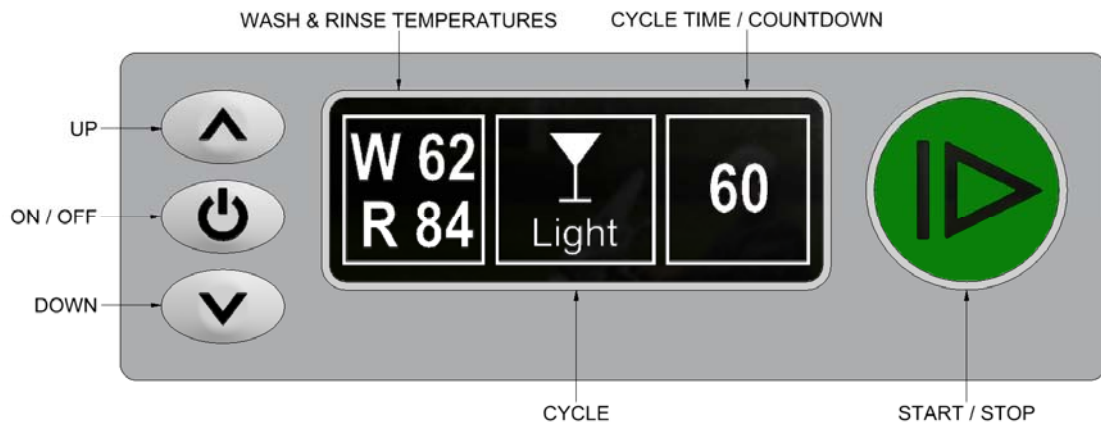 WASH & RINSE TEMPERATURES
CYCLE TIME / COUNTDOWN
UP
ON / OFF
DOWN
W 62
R 84
Light
60
CYCLE
START / STOP